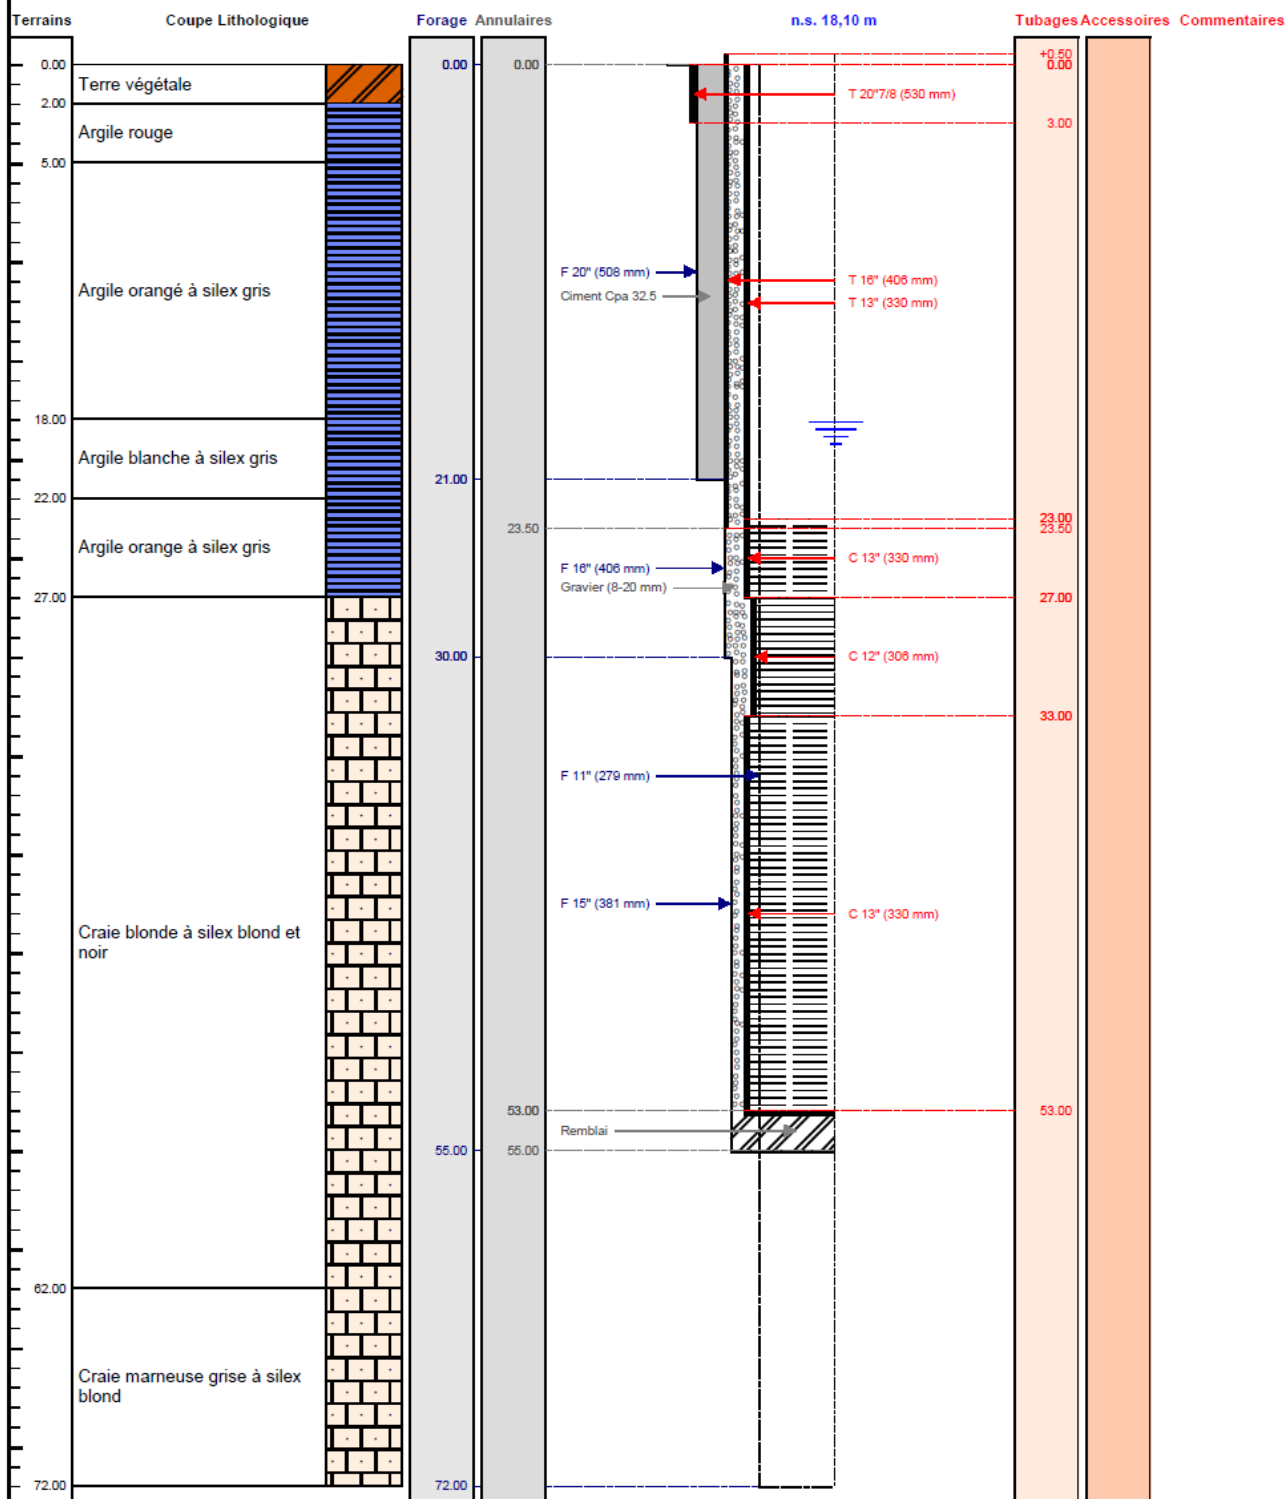 Terrains Coupe Lithologique Forage Annulaires n.s. 18,10 m Tubages Accessoires Commentaires
+0.50
0.00 0.00 0.00 0.00
Terre végétale
T 20"7/8 (530 mm)
2.00
3.00
Argile rouge
5.00
F 20" (508 mm)
T 16" (406 mm)
Argile orangé à silex gris
Ciment Cpa 32.5
T 13" (330 mm)
18.00
Argile blanche à silex gris
21.00
22.00
23.00
23.50 23.50
Argile orange à silex gris
C 13" (330 mm)
F 16" (406 mm)
Gravier (8-20 mm)
27.00 27.00
30.00
C 12" (306 mm)
33.00
F 11" (279 mm)
F 15" (381 mm)
C 13" (330 mm)
Craie blonde à silex blond et
noir
53.00 53.00
Remblai
55.00 55.00
62.00
Craie marneuse grise à silex
blond
72.00 72.00